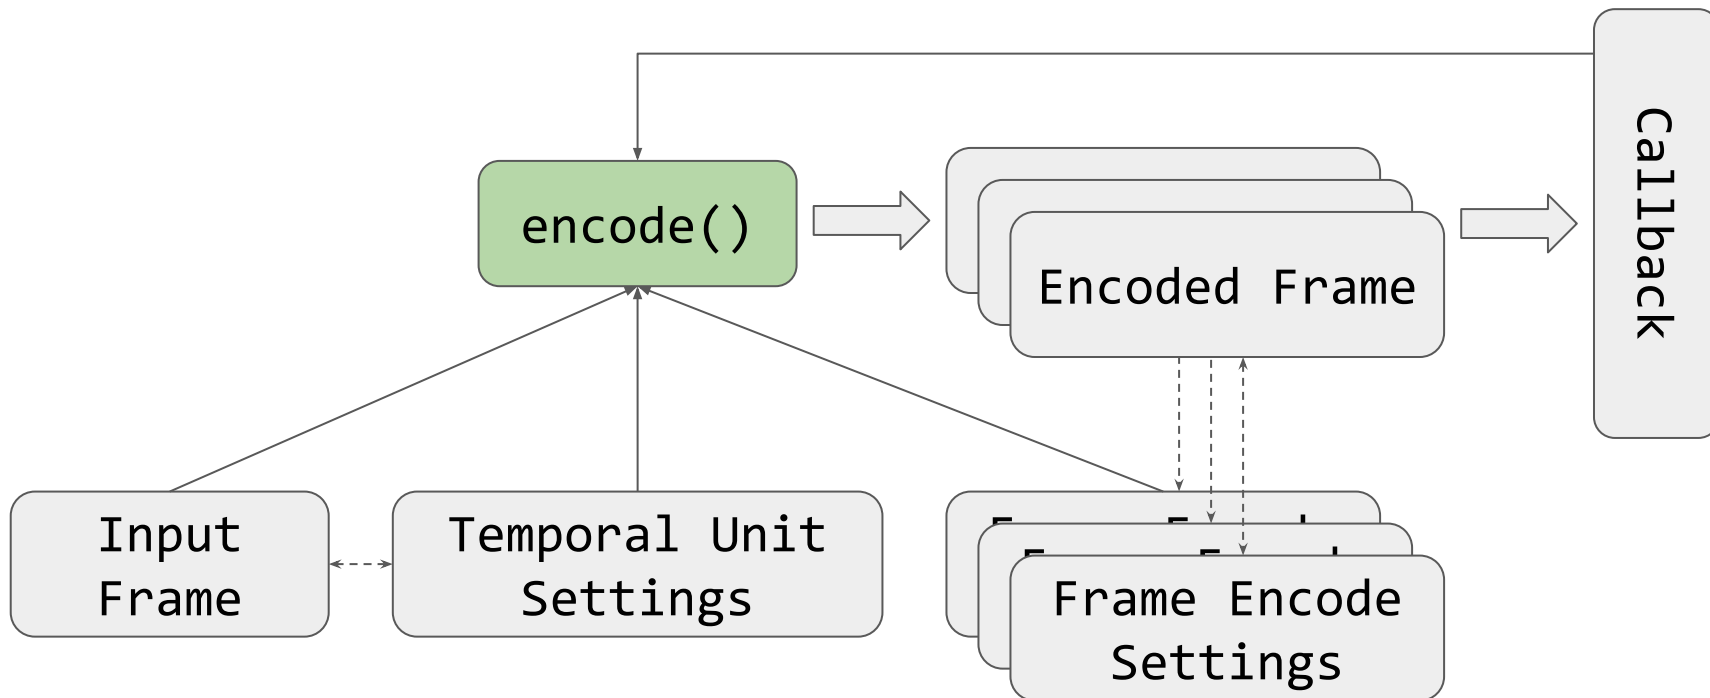 encode()
Encoded Frame
Callback
Input
Frame
Temporal Unit
Settings
Frame Encode
Settings